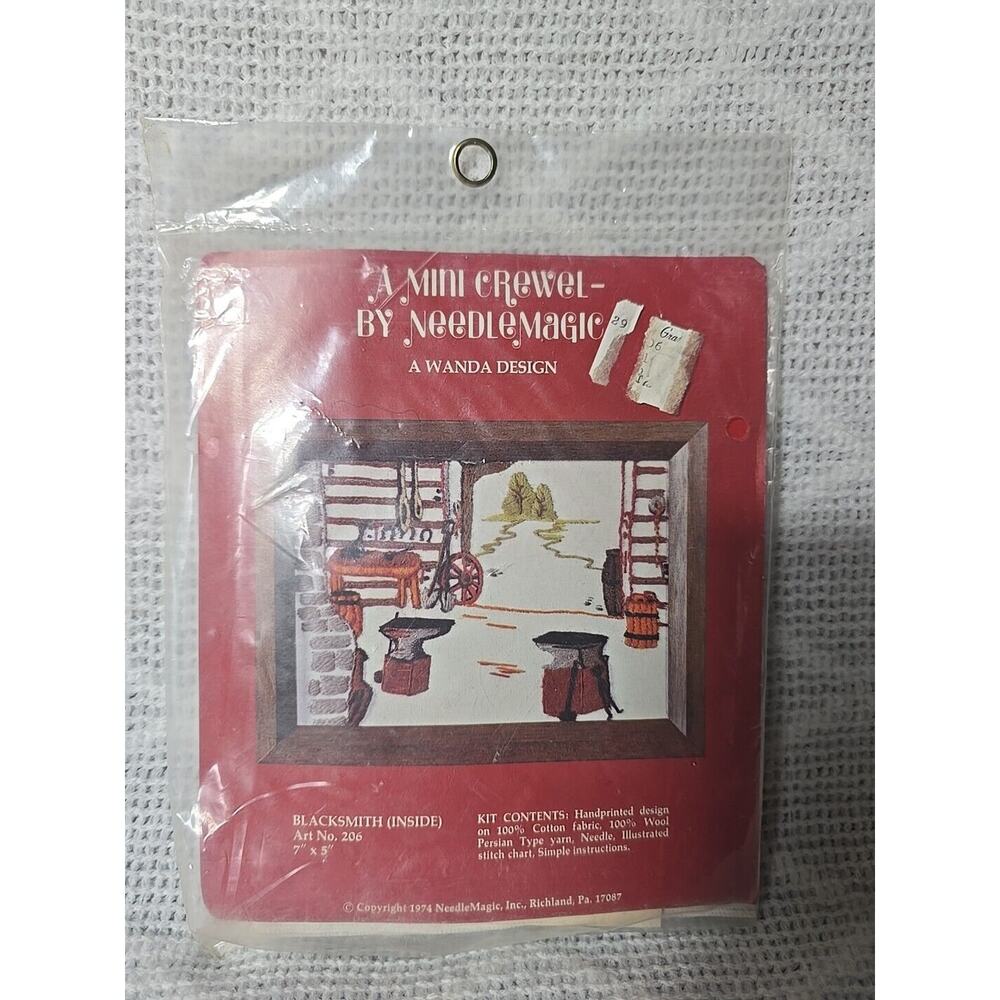 A MINI CREWEL-
BY NEEDLEMAGIC
A WANDA DESIGN
89
BLACKSMITH (INSIDE)
Art No. 206
7" x 5"
KIT CONTENTS: Handprinted design
on 100% Cotton fabric, 100% Wool
Persian Type yarn, Needle, Illustrated
stitch chart, Simple instructions.
© Copyright 1974 NeedleMagic, Inc., Richland, Pa. 17087